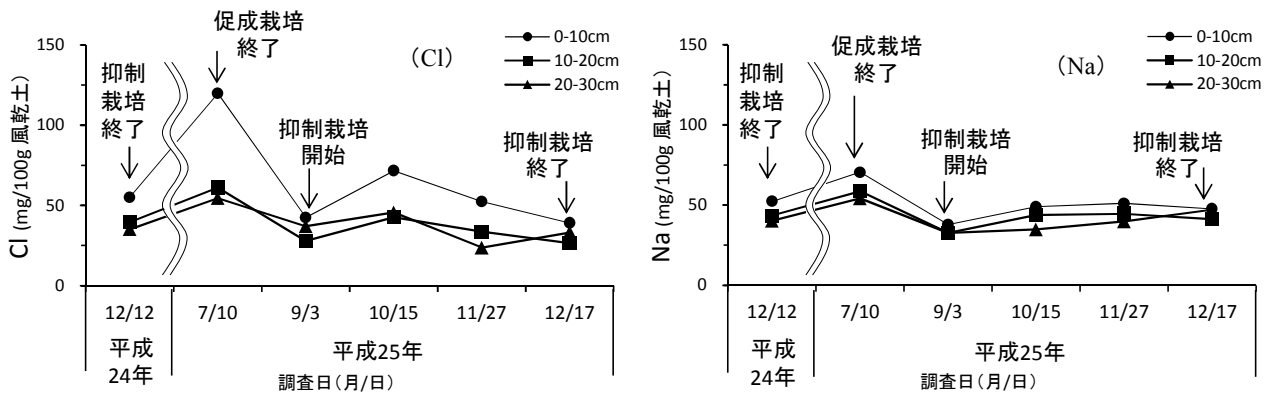 150
100
50
0
Cl (mg/100g 風乾土)
抑制
栽培
終了
促成栽培
終了
(Cl)
0-10cm
10-20cm
20-30cm
抑制栽培
開始
抑制栽培
終了
12/12 7/10 9/3 10/15 11/27 12/17
平成
24年
平成25年
調査日(月/日)
150
100
50
0
Na (mg/100g 風乾土)
抑制
栽培
終了
促成栽培
終了
(Na)
0-10cm
10-20cm
20-30cm
抑制栽培
開始
抑制栽培
終了
12/12 7/10 9/3 10/15 11/27 12/17
平成
24年
平成25年
調査日(月/日)